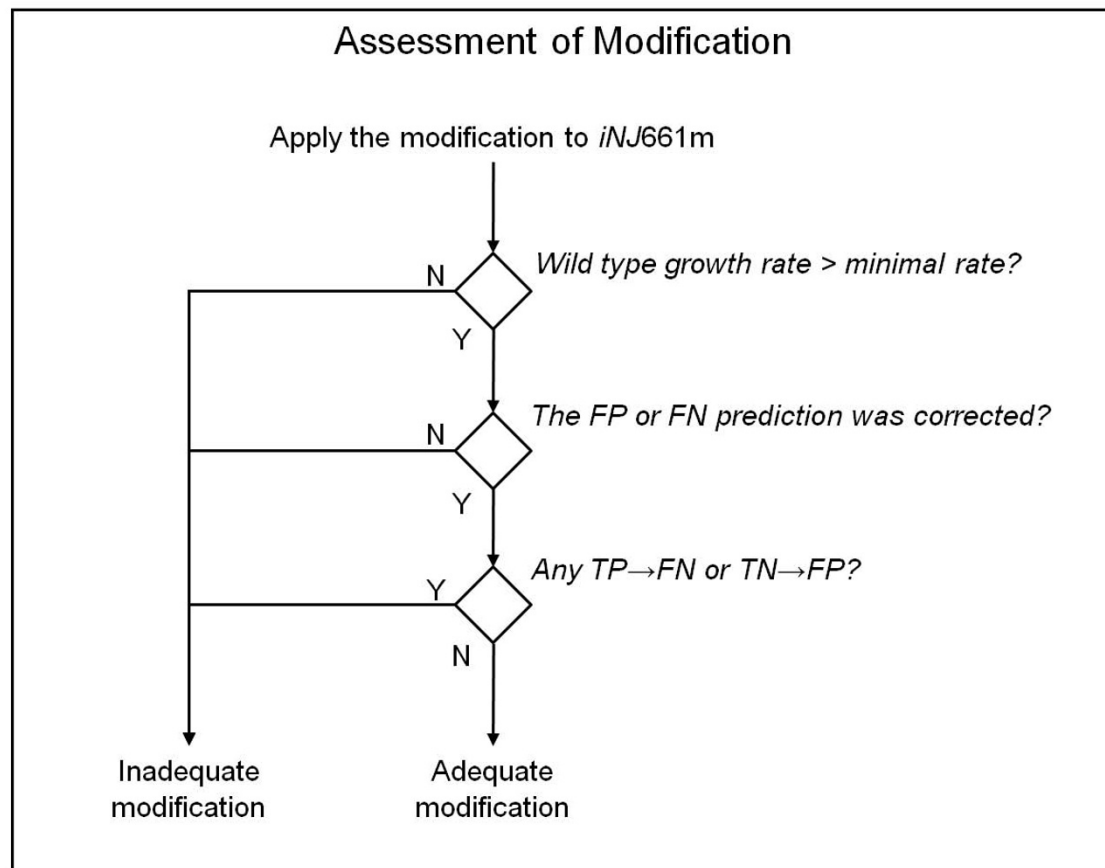 Assessment of Modification
Apply the modification to iNJ661m
Wild type growth rate > minimal rate?
N
Y
The FP or FN prediction was corrected?
N
Y
Any TP→FN or TN→FP?
Y
N
Inadequate
modification
Adequate
modification